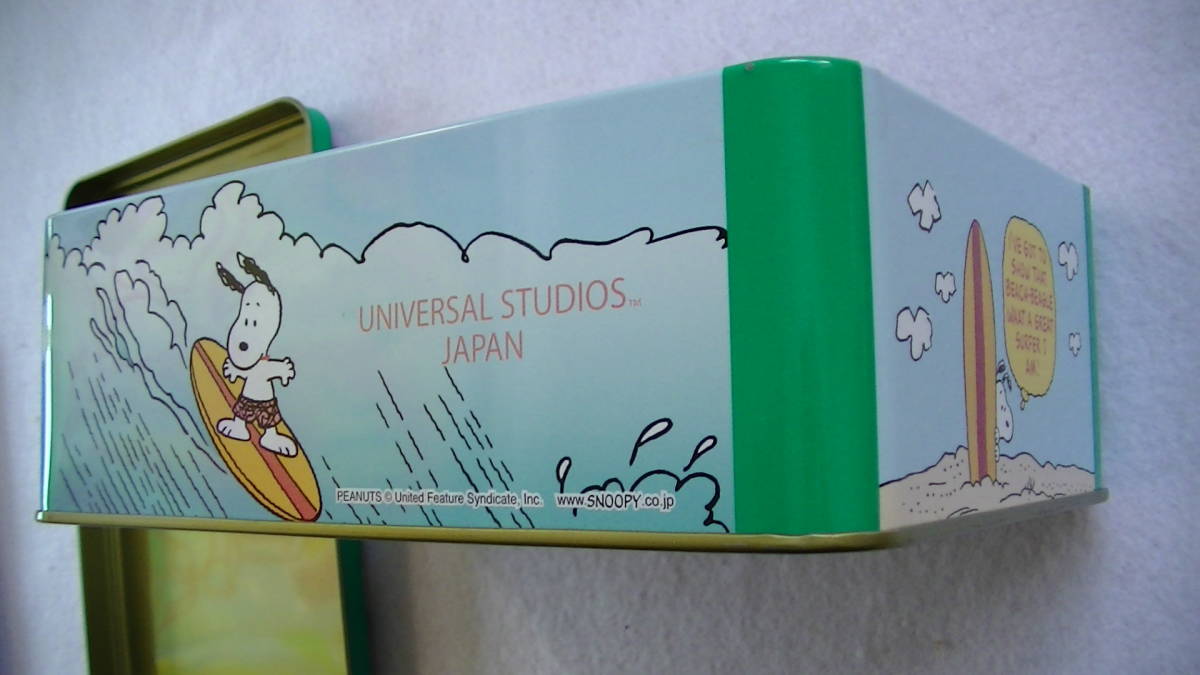 UNIVERSAL STUDIOS™
JAPAN
PEANUTS © United Feature Syndicate, Inc. www.SNOOPY.co.jp
I'VE GOT TO
SHOW THAT
BEACH-BEAGLE
WHAT A GREAT
SURFER I
AM!